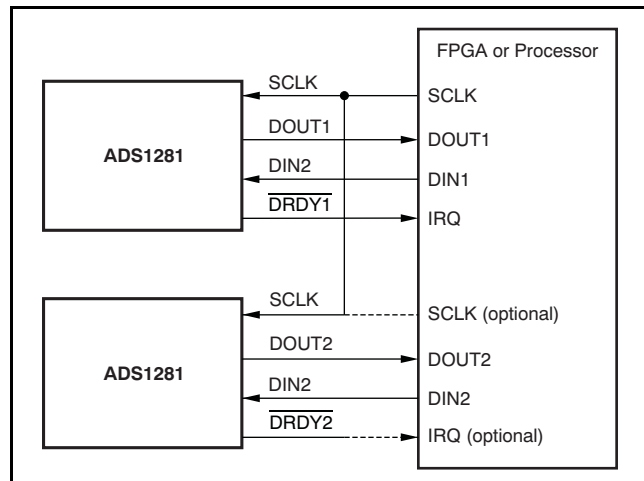 FPGA or Processor
SCLK SCLK
DOUT1 DOUT1
ADS1281
DIN2 DIN1
DRDY1 IRQ
SCLK SCLK (optional)
DOUT2 DOUT2
ADS1281
DIN2 DIN2
DRDY2 IRQ (optional)